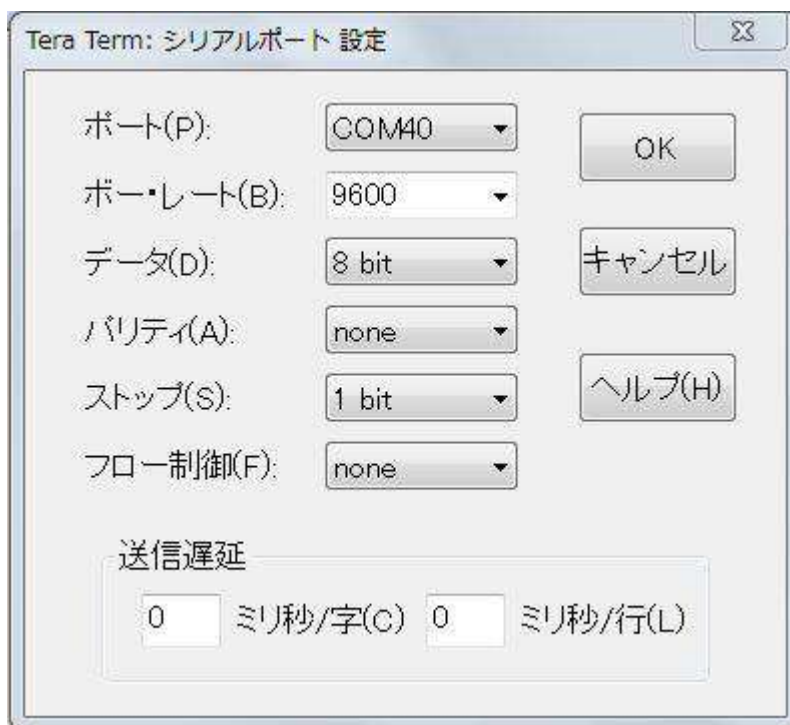 Tera Term: シリアルポート 設定
ポート(P): COM40
OK
ボー・レート(B): 9600
データ(D): 8 bit
キャンセル
パリティ(A): none
ストップ(S): 1 bit
ヘルプ(H)
フロー制御(F): none
送信遅延
0 ミリ秒/字(C) 0 ミリ秒/行(L)